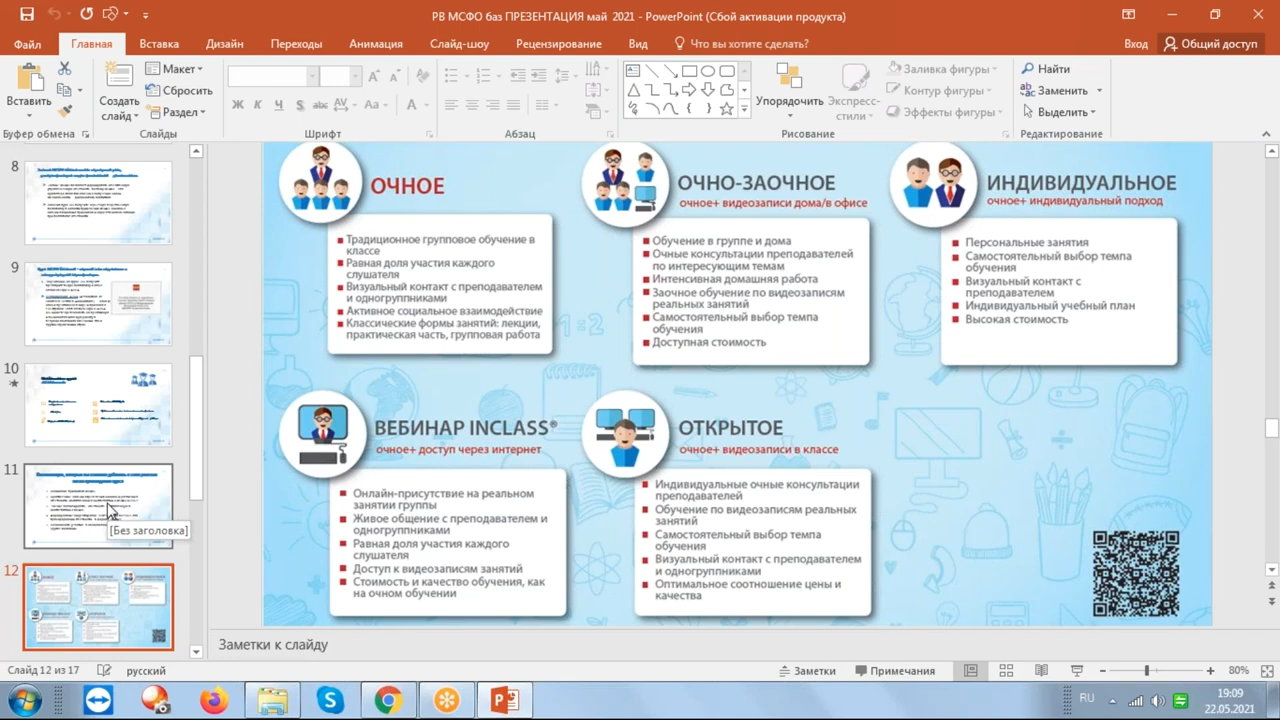 РВ МСФО баз ПРЕЗЕНТАЦИЯ май 2021 - PowerPoint (Сбой активации продукта)
Файл Главная Вставка Дизайн Переходы Анимация Слайд-шоу Рецензирование Вид Что вы хотите сделать? Вход Общий доступ
Вставить
Создать слайд
Макет
Сбросить
Раздел
Ж К Ч S abc AV Aa A
Упорядочить
Экспресс-стили
Заливка фигуры
Контур фигуры
Эффекты фигуры
Найти
Заменить
Выделить
Буфер обмена Слайды Шрифт Абзац Рисование Редактирование
8
9
10
11
[Без заголовка]
2
ОЧНОЕ
Традиционное групповое обучение в
классе
Равная доля участия каждого
слушателя
Визуальный контакт с преподавателем
и одногруппниками
Активное социальное взаимодействие
Классические формы занятий: лекции,
практическая часть, групповая работа
ОЧНО-ЗАОЧНОЕ
очное+ видеозаписи дома/в офисе
Обучение в группе и дома
Очные консультации преподавателей
по интересующим темам
Интенсивная домашняя работа
Заочное обучение по видеозаписям
реальных занятий
Самостоятельный выбор темпа
обучения
Доступная стоимость
ИНДИВИДУАЛЬНОЕ
очное+ индивидуальный подход
Персональные занятия
Самостоятельный выбор темпа
обучения
Визуальный контакт с
преподавателем
Индивидуальный учебный план
Высокая стоимость
ВЕБИНАР INCLASS®
очное+ доступ через интернет
Онлайн-присутствие на реальном
занятии группы
Живое общение с преподавателем и
одногруппниками
Равная доля участия каждого
слушателя
Доступ к видеозаписям занятий
Стоимость и качество обучения, как
на очном обучении
ОТКРЫТОЕ
очное+ видеозаписи в классе
Индивидуальные очные консультации
преподавателей
Обучение по видеозаписям реальных
занятий
Самостоятельный выбор темпа
обучения
Визуальный контакт с преподавателем
и одногруппниками
Оптимальное соотношение цены и
качества
Заметки к слайду
Слайд 12 из 17 русский Заметки Примечания 80%
RU
19:09
22.05.2021